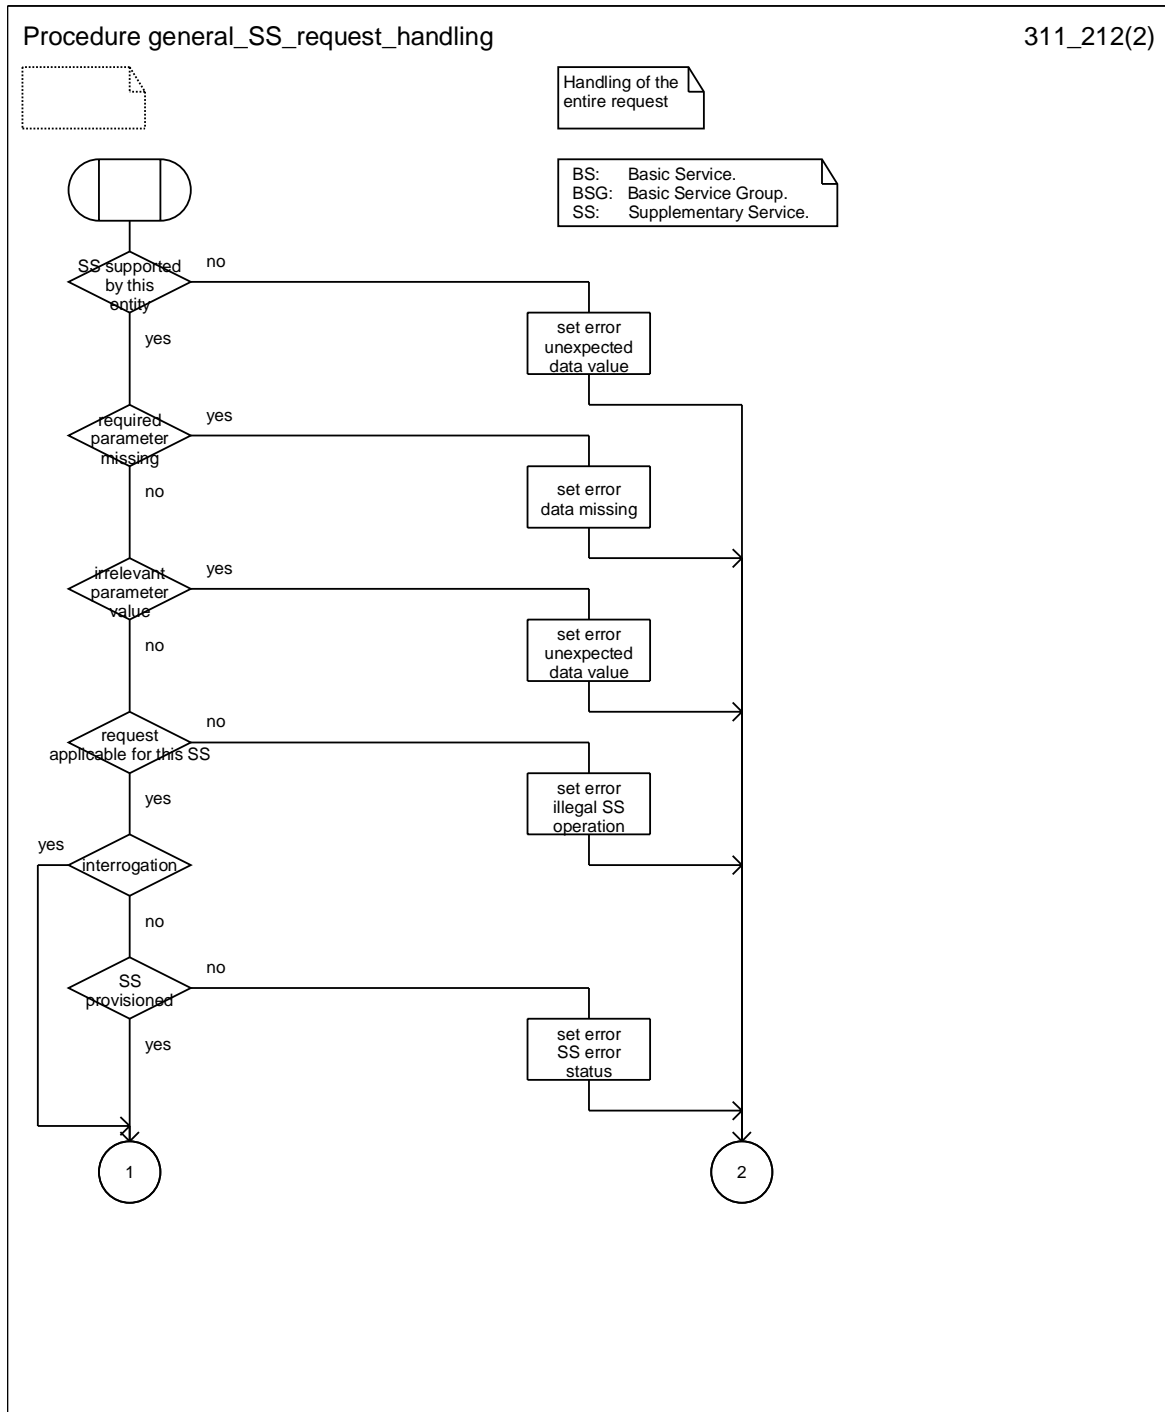 Procedure general_SS_request_handling
311_212(2)
Handling of the
entire request
BS: Basic Service.
BSG: Basic Service Group.
SS: Supplementary Service.
SS supported
by this
entity
no
yes
set error
unexpected
data value
required
parameter
missing
yes
no
set error
data missing
irrelevant
parameter
value
yes
no
set error
unexpected
data value
request
applicable for this SS
no
yes
set error
illegal SS
operation
yes
interrogation
no
SS
provisioned
no
yes
set error
SS error
status
1
2